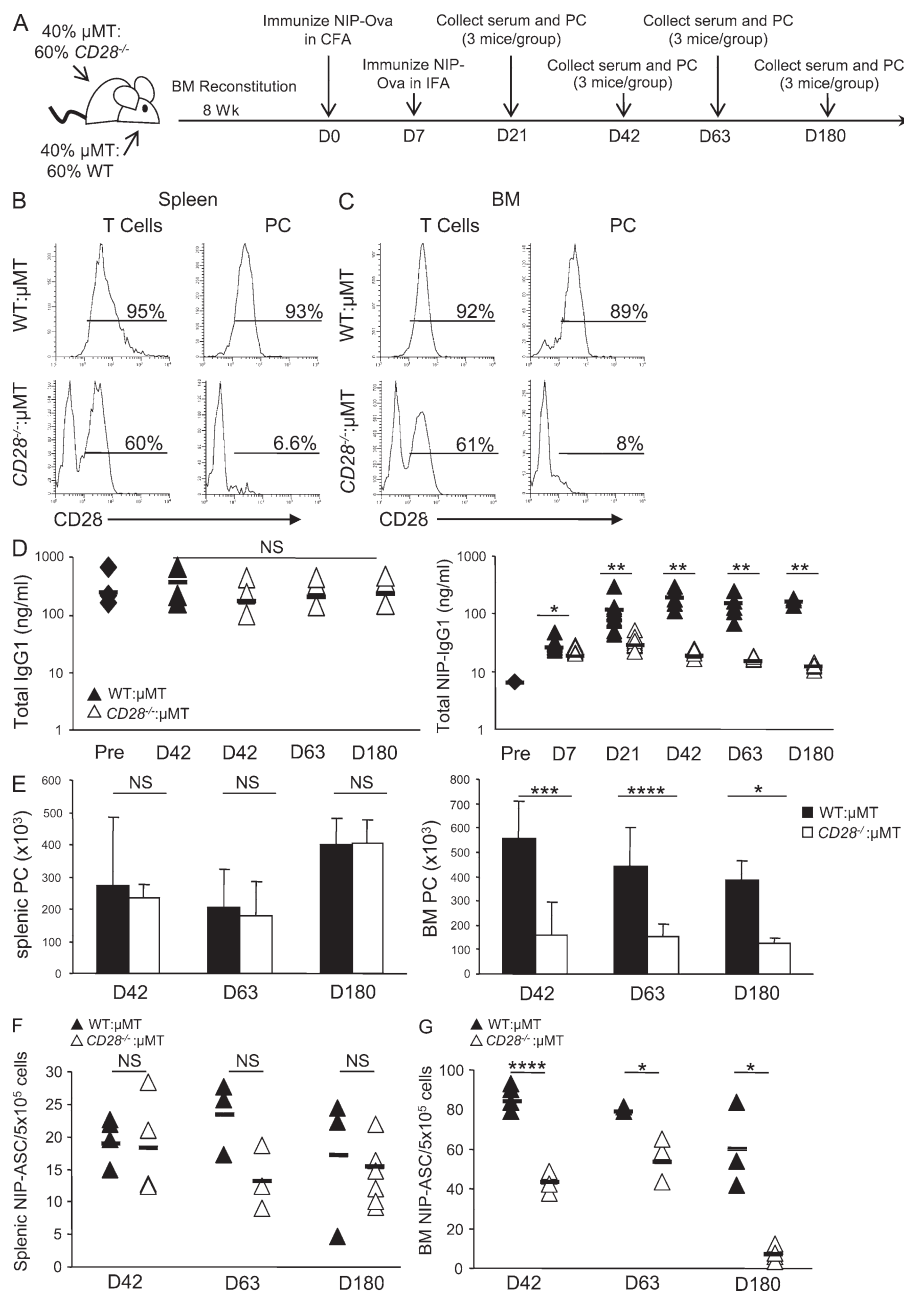 A
40% µMT:
60% CD28-/-
40% µMT:
60% WT
BM Reconstitution
8 Wk
Immunize NIP-Ova
in CFA
Immunize NIP-
Ova in IFA
Collect serum and PC
(3 mice/group)
Collect serum and PC
(3 mice/group)
Collect serum and PC
(3 mice/group)
Collect serum and PC
(3 mice/group)
D0
D7
D21
D42
D63
D180
B
Spleen
T Cells
PC
WT:µMT
95%
93%
CD28-/-:µMT
60%
6.6%
CD28
C
BM
T Cells
PC
WT:µMT
92%
89%
CD28-/-:µMT
61%
8%
CD28
D
Total IgG1 (ng/ml)
1000
100
10
1
NS
WT:µMT
CD28-/-:µMT
Pre D42 D42 D63 D180
Total NIP-IgG1 (ng/ml)
1000
100
10
1
* ** ** ** **
Pre D7 D21 D42 D63 D180
E
splenic PC (x10³)
600
500
400
300
200
100
0
NS NS NS
D42 D63 D180
BM PC (x10³)
800
700
600
500
400
300
200
100
0
*** **** *
WT:µMT
CD28-/-:µMT
D42 D63 D180
F
WT:µMT
CD28-/-:µMT
Splenic NIP-ASC/5x10⁵ cells
30
25
20
15
10
5
0
NS NS NS
D42 D63 D180
G
WT:µMT
CD28-/-:µMT
BM NIP-ASC/5x10⁵ cells
100
80
60
40
20
0
**** * *
D42 D63 D180